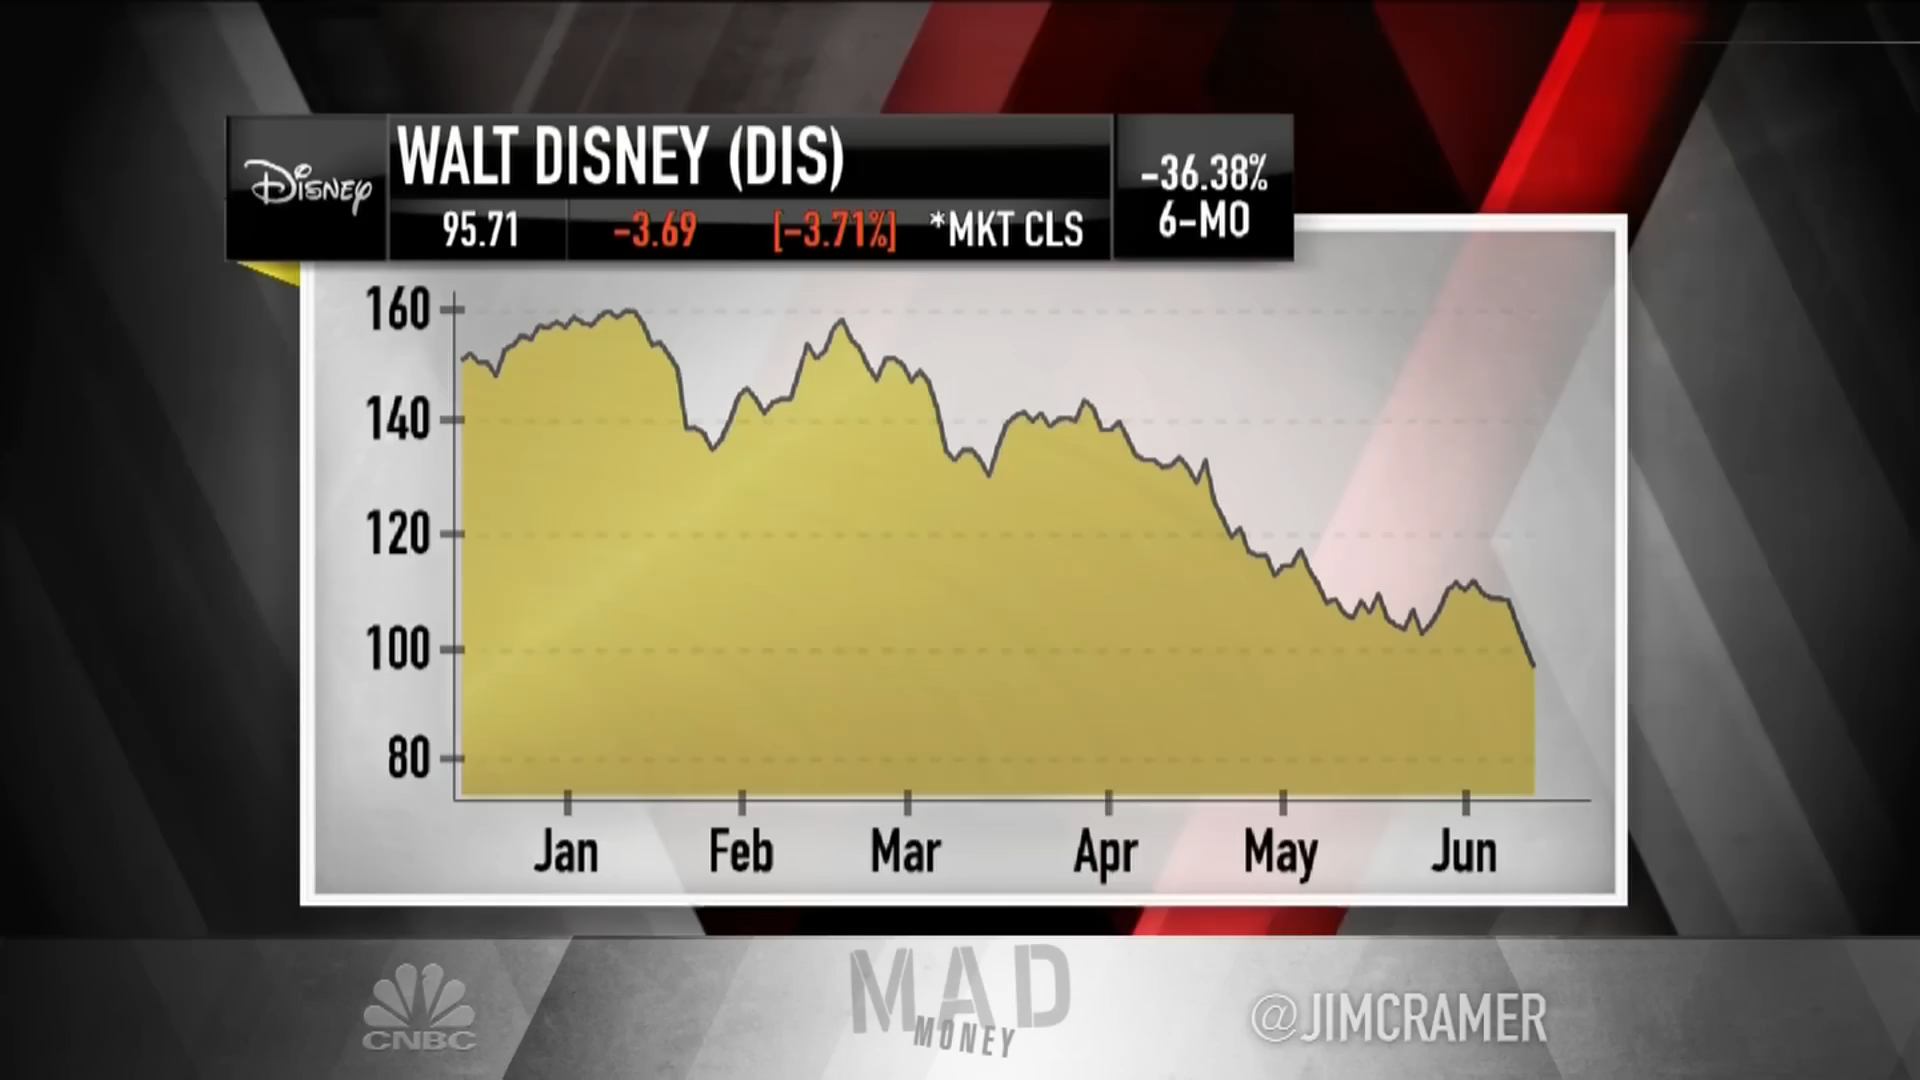 Disney
WALT DISNEY (DIS)
95.71 -3.69 [-3.71%] *MKT CLS
-36.38%
6-MO
160
140
120
100
80
Jan Feb Mar Apr May Jun
CNBC
MAD
MONEY
@JIMCRAMER